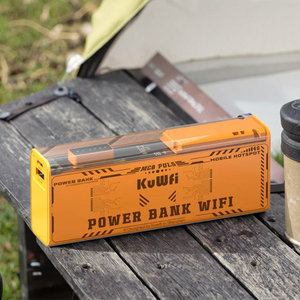 MCB PULS
POWER BANK
MOBILE HOTSPOT
KuWFi
POWER BANK WIFI